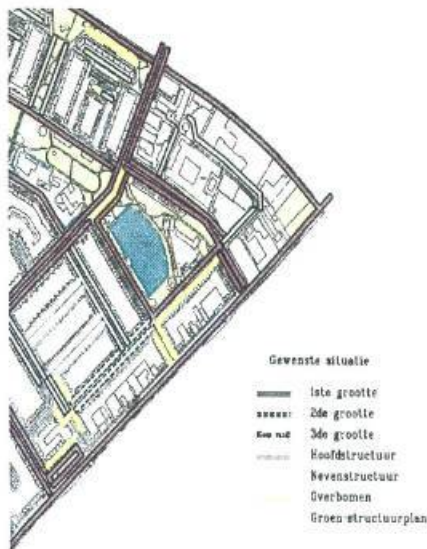 Gewenste situatie
1ste grootte
2de grootte
3de grootte
Hoofdstructuur
Nevenstructuur
Overbomen
Groen-structuurplan